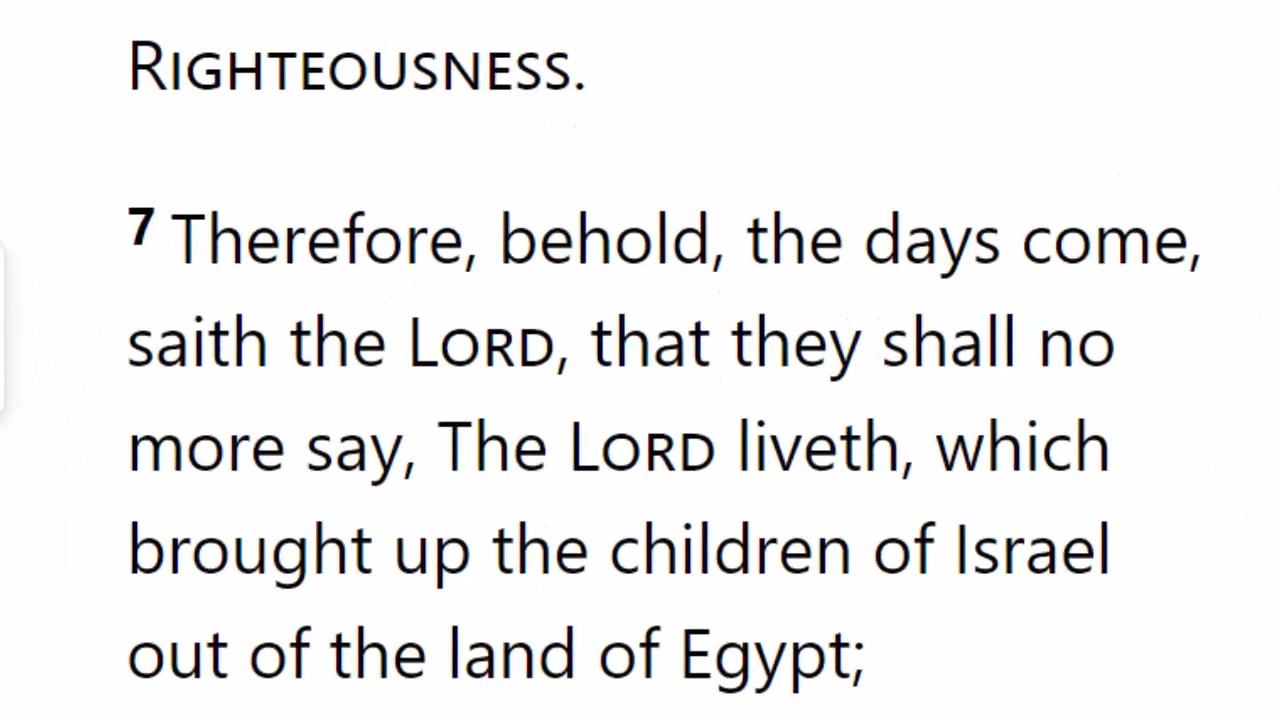 RIGHTEOUSNESS.
7 Therefore, behold, the days come,
saith the LORD, that they shall no
more say, The LORD liveth, which
brought up the children of Israel
out of the land of Egypt;